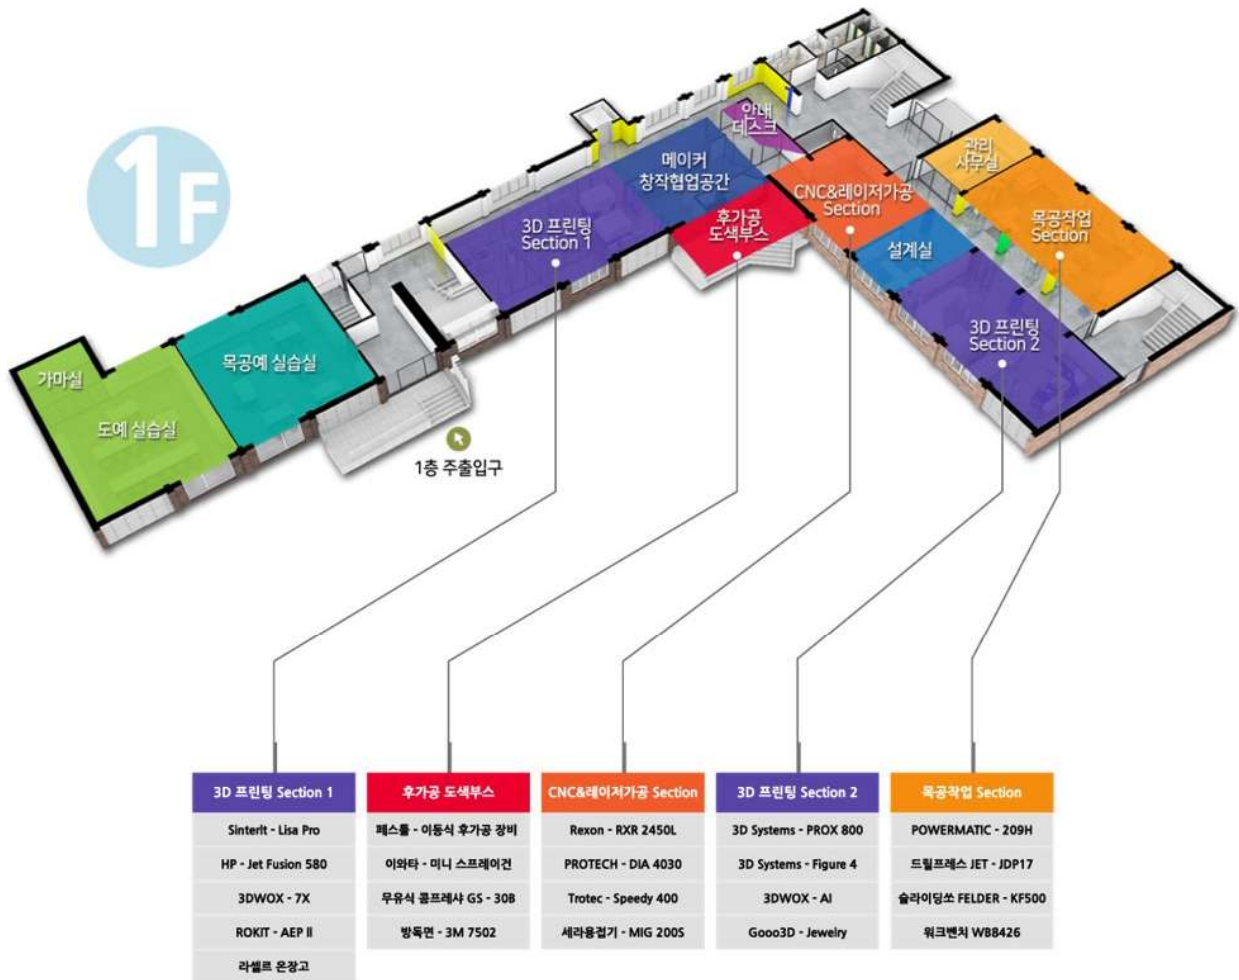 1F
안내
데스크
메이커
창작협업공간
관리
사무실
CNC&레이저가공
Section
목공작업
Section
3D 프린팅
Section 1
후가공
도색부스
설계실
3D 프린팅
Section 2
가마실
목공예 실습실
도예 실습실
1층 주출입구
3D 프린팅 Section 1
Sinterlt - Lisa Pro
HP - Jet Fusion 580
3DWOX - 7X
ROKIT - AEP II
라셀르 온장고
후가공 도색부스
페스툴 - 이동식 후가공 장비
이와타 - 미니 스프레이건
무유식 콤프레샤 GS - 30B
방독면 - 3M 7502
CNC&레이저가공 Section
Rexon - RXR 2450L
PROTECH - DiA 4030
Trotec - Speedy 400
세라용접기 - MIG 200S
3D 프린팅 Section 2
3D Systems - PROX 800
3D Systems - Figure 4
3DWOX - AI
Gooo3D - Jewelry
목공작업 Section
POWERMATIC - 209H
드릴프레스 JET - JDP17
슬라이딩쏘 FELDER - KF500
워크벤치 WB8426